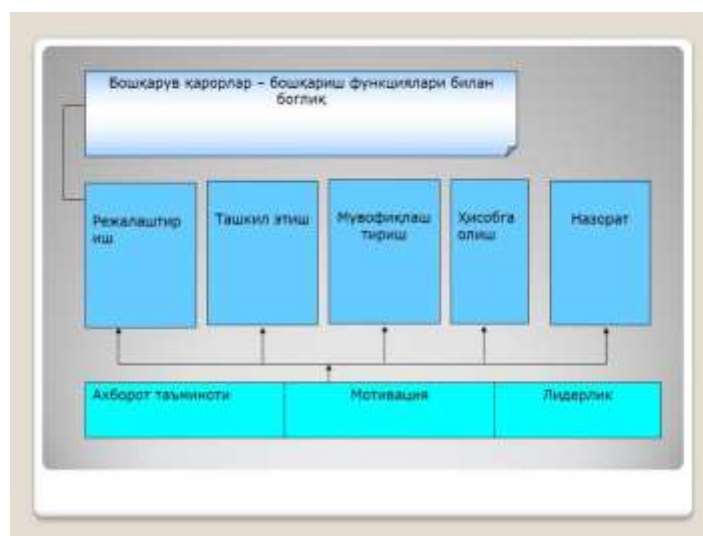 Бошқарув қарорлар – бошқариш функциялари билан
боғлиқ
Режалаштир
иш
Ташкил этиш
Мувофиқлаш
тириш
Ҳисобга
олиш
Назорат
Ахборот таъминоти
Мотивация
Лидерлик